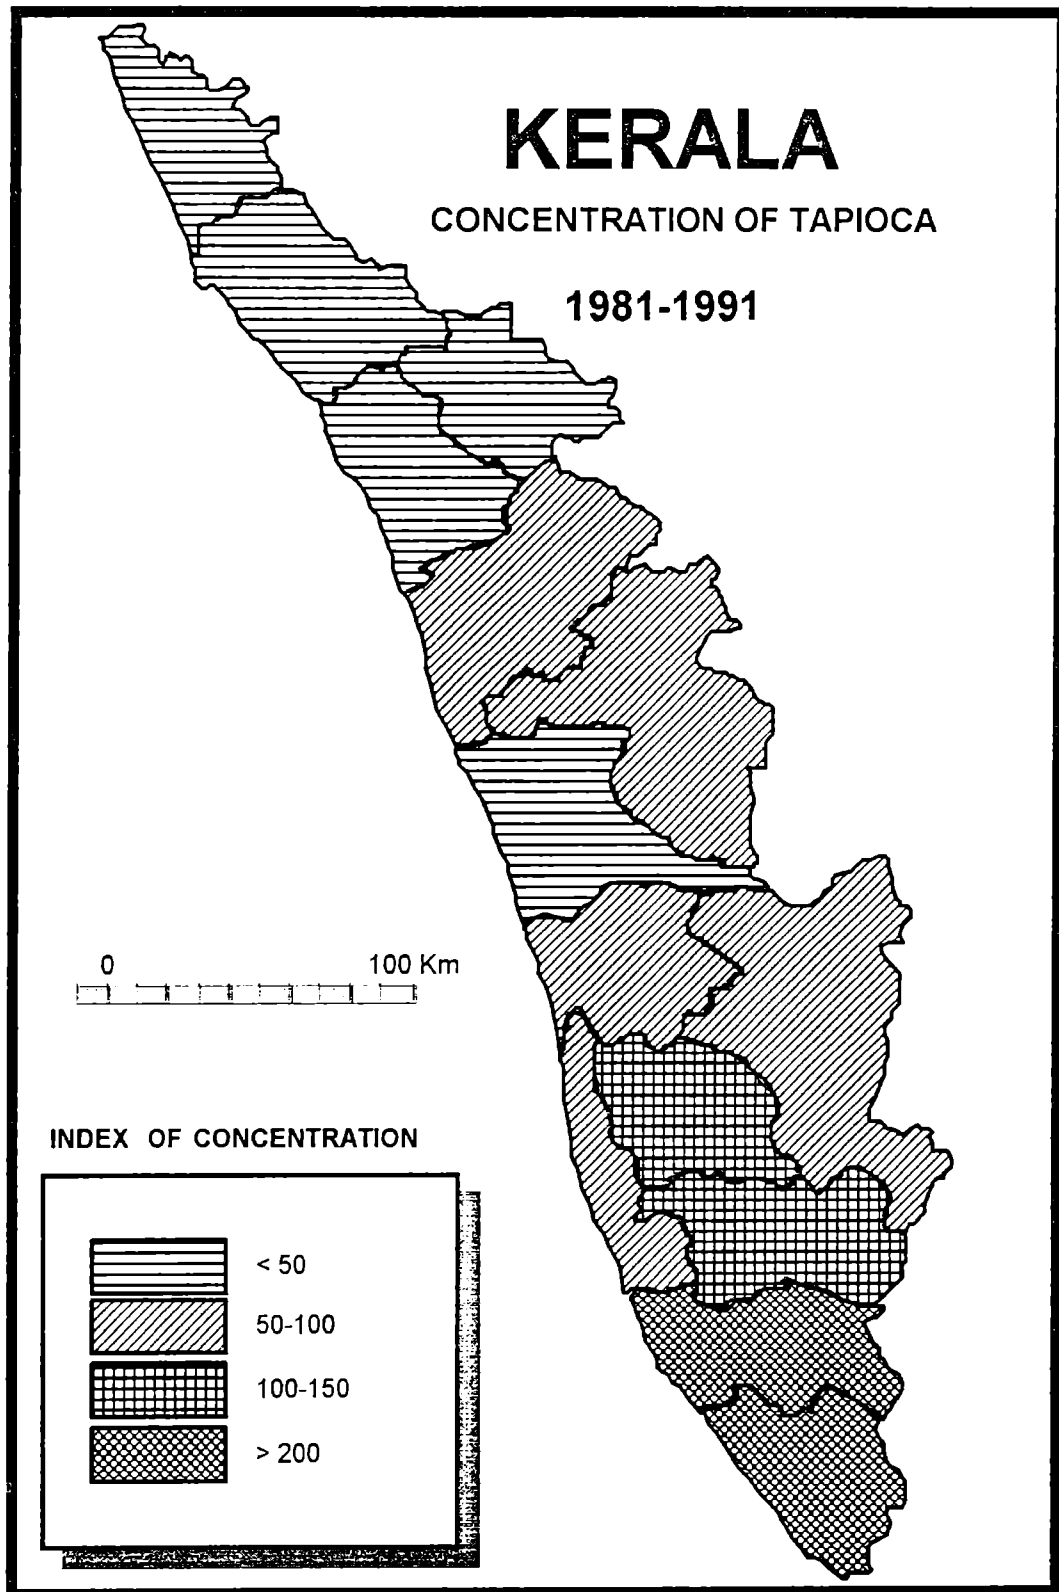 KERALA
CONCENTRATION OF TAPIOCA
1981-1991
0 100 Km
INDEX OF CONCENTRATION
< 50
50-100
100-150
> 200